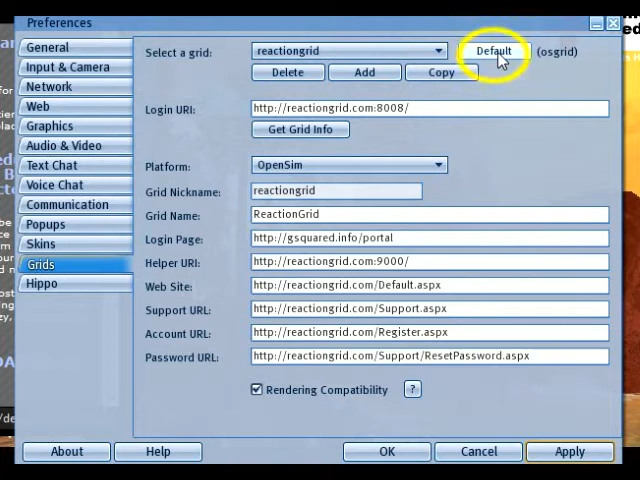 Preferences
General
Input & Camera
Network
Web
Graphics
Audio & Video
Text Chat
Voice Chat
Communication
Popups
Skins
Grids
Hippo
Select a grid: reactiongrid Default (osgrid)
Delete Add Copy
Login URI: http://reactiongrid.com:8008/
Get Grid Info
Platform: OpenSim
Grid Nickname: reactiongrid
Grid Name: ReactionGrid
Login Page: http://gsquared.info/portal
Helper URI: http://reactiongrid.com:9000/
Web Site: http://reactiongrid.com/Default.aspx
Support URL: http://reactiongrid.com/Support.aspx
Account URL: http://reactiongrid.com/Register.aspx
Password URL: http://reactiongrid.com/Support/ResetPassword.aspx
Rendering Compatibility ?
About Help OK Cancel Apply